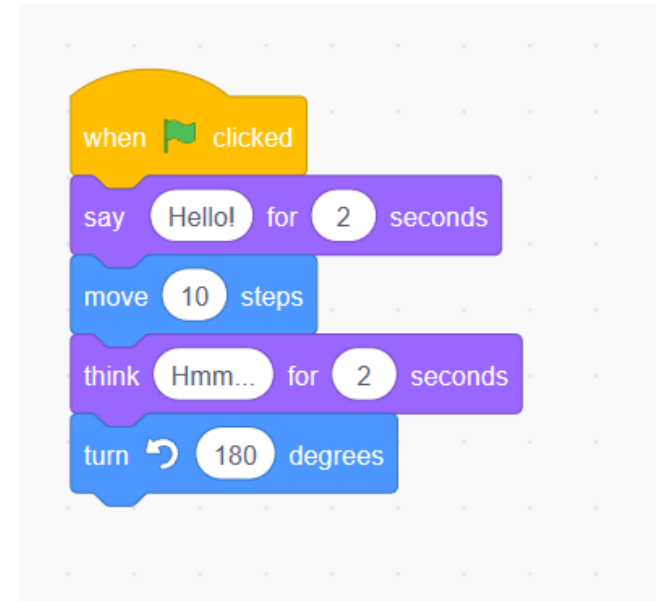 when clicked
say Hello! for 2 seconds
move 10 steps
think Hmm... for 2 seconds
turn 180 degrees